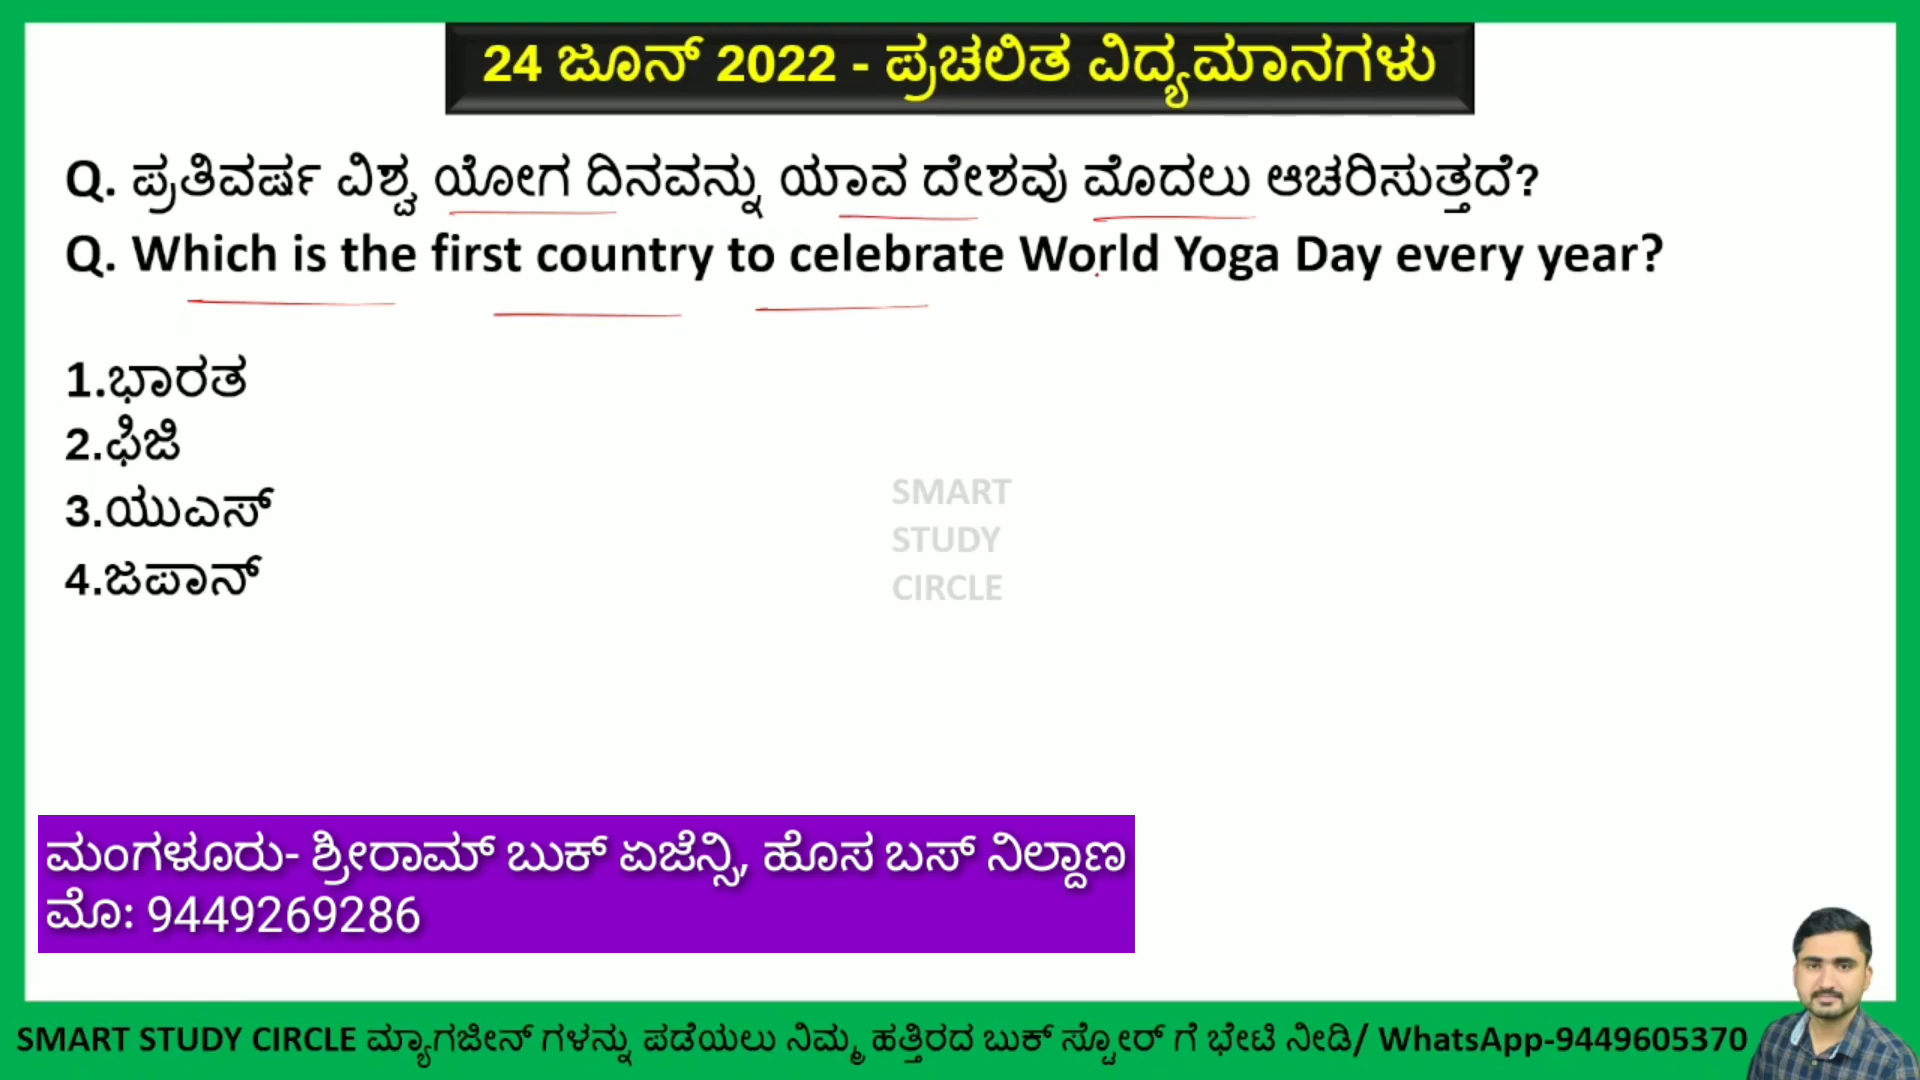 24 ಜೂನ್ 2022 - ಪ್ರಚಲಿತ ವಿದ್ಯಮಾನಗಳು
Q. ಪ್ರತಿವರ್ಷ ವಿಶ್ವ ಯೋಗ ದಿನವನ್ನು ಯಾವ ದೇಶವು ಮೊದಲು ಆಚರಿಸುತ್ತದೆ?
Q. Which is the first country to celebrate World Yoga Day every year?
1.ಭಾರತ
2.ಫಿಜಿ
3.ಯುಎಸ್
4.ಜಪಾನ್
SMART
STUDY
CIRCLE
ಮಂಗಳೂರು- ಶ್ರೀರಾಮ್ ಬುಕ್ ಏಜೆನ್ಸಿ, ಹೊಸ ಬಸ್ ನಿಲ್ದಾಣ
ಮೊ: 9449269286
SMART STUDY CIRCLE ಮ್ಯಾಗಜೀನ್ ಗಳನ್ನು ಪಡೆಯಲು ನಿಮ್ಮ ಹತ್ತಿರದ ಬುಕ್ ಸ್ಟೋರ್ ಗೆ ಭೇಟಿ ನೀಡಿ/ WhatsApp-9449605370